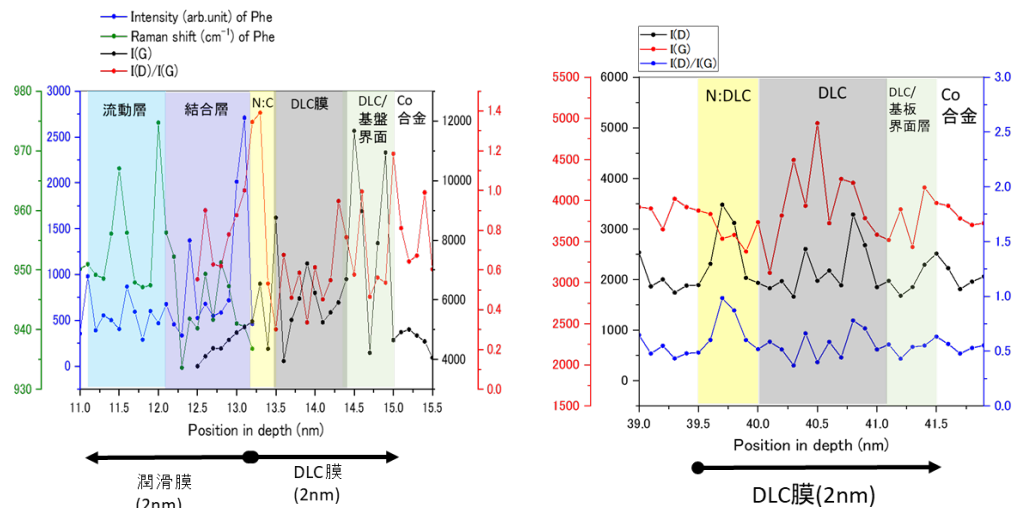 Intensity (arb.unit) of Phe
Raman shift (cm⁻¹) of Phe
I(G)
I(D)/I(G)
980
970
960
950
940
930
3000
2500
2000
1500
1000
500
0
流動層
結合層
N:C
DLC膜
DLC/
基盤
界面
Co
合金
1.4
1.2
1.0
0.8
0.6
0.4
0.2
0.0
12000
10000
8000
6000
4000
11.0 11.5 12.0 12.5 13.0 13.5 14.0 14.5 15.0 15.5
Position in depth (nm)
潤滑膜
(2nm)
DLC膜
(2nm)
I(D)
I(G)
I(D)/I(G)
5500
5000
4500
4000
3500
3000
2500
2000
1500
6000
5000
4000
3000
2000
1000
0
N:DLC
DLC
DLC/
基板
界面層
Co
合金
3.0
2.5
2.0
1.5
1.0
0.5
0.0
39.0 39.5 40.0 40.5 41.0 41.5
Position in depth (nm)
DLC膜(2nm)